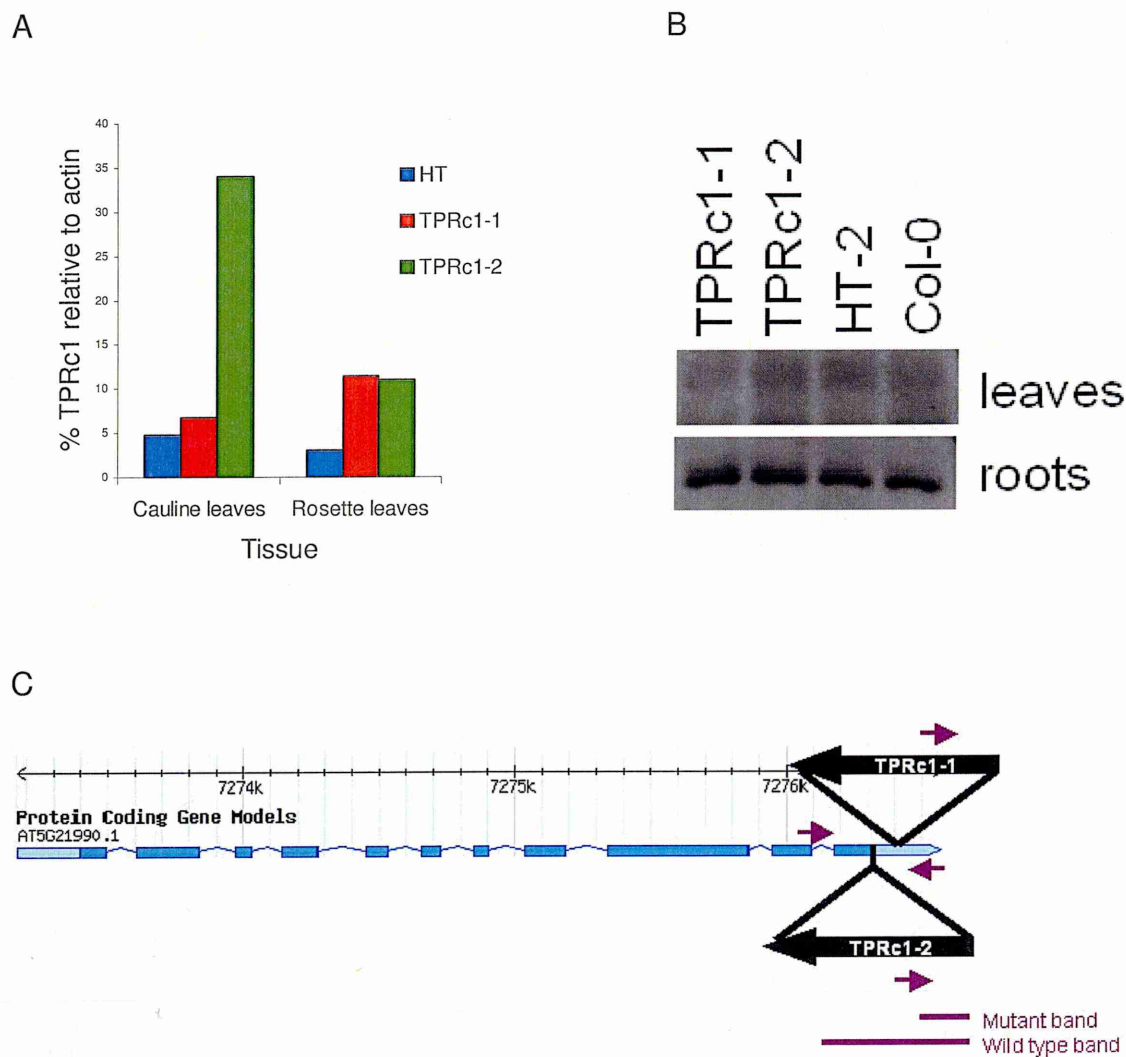 A
B
% TPRc1 relative to actin
40
35
30
25
20
15
10
5
0
HT
TPRc1-1
TPRc1-2
Cauline leaves
Rosette leaves
Tissue
TPRc1-1
TPRc1-2
HT-2
Col-0
leaves
roots
C
TPRc1-1
7274k
7275k
7276k
Protein Coding Gene Models
AT5G21990.1
TPRc1-2
Mutant band
Wild type band